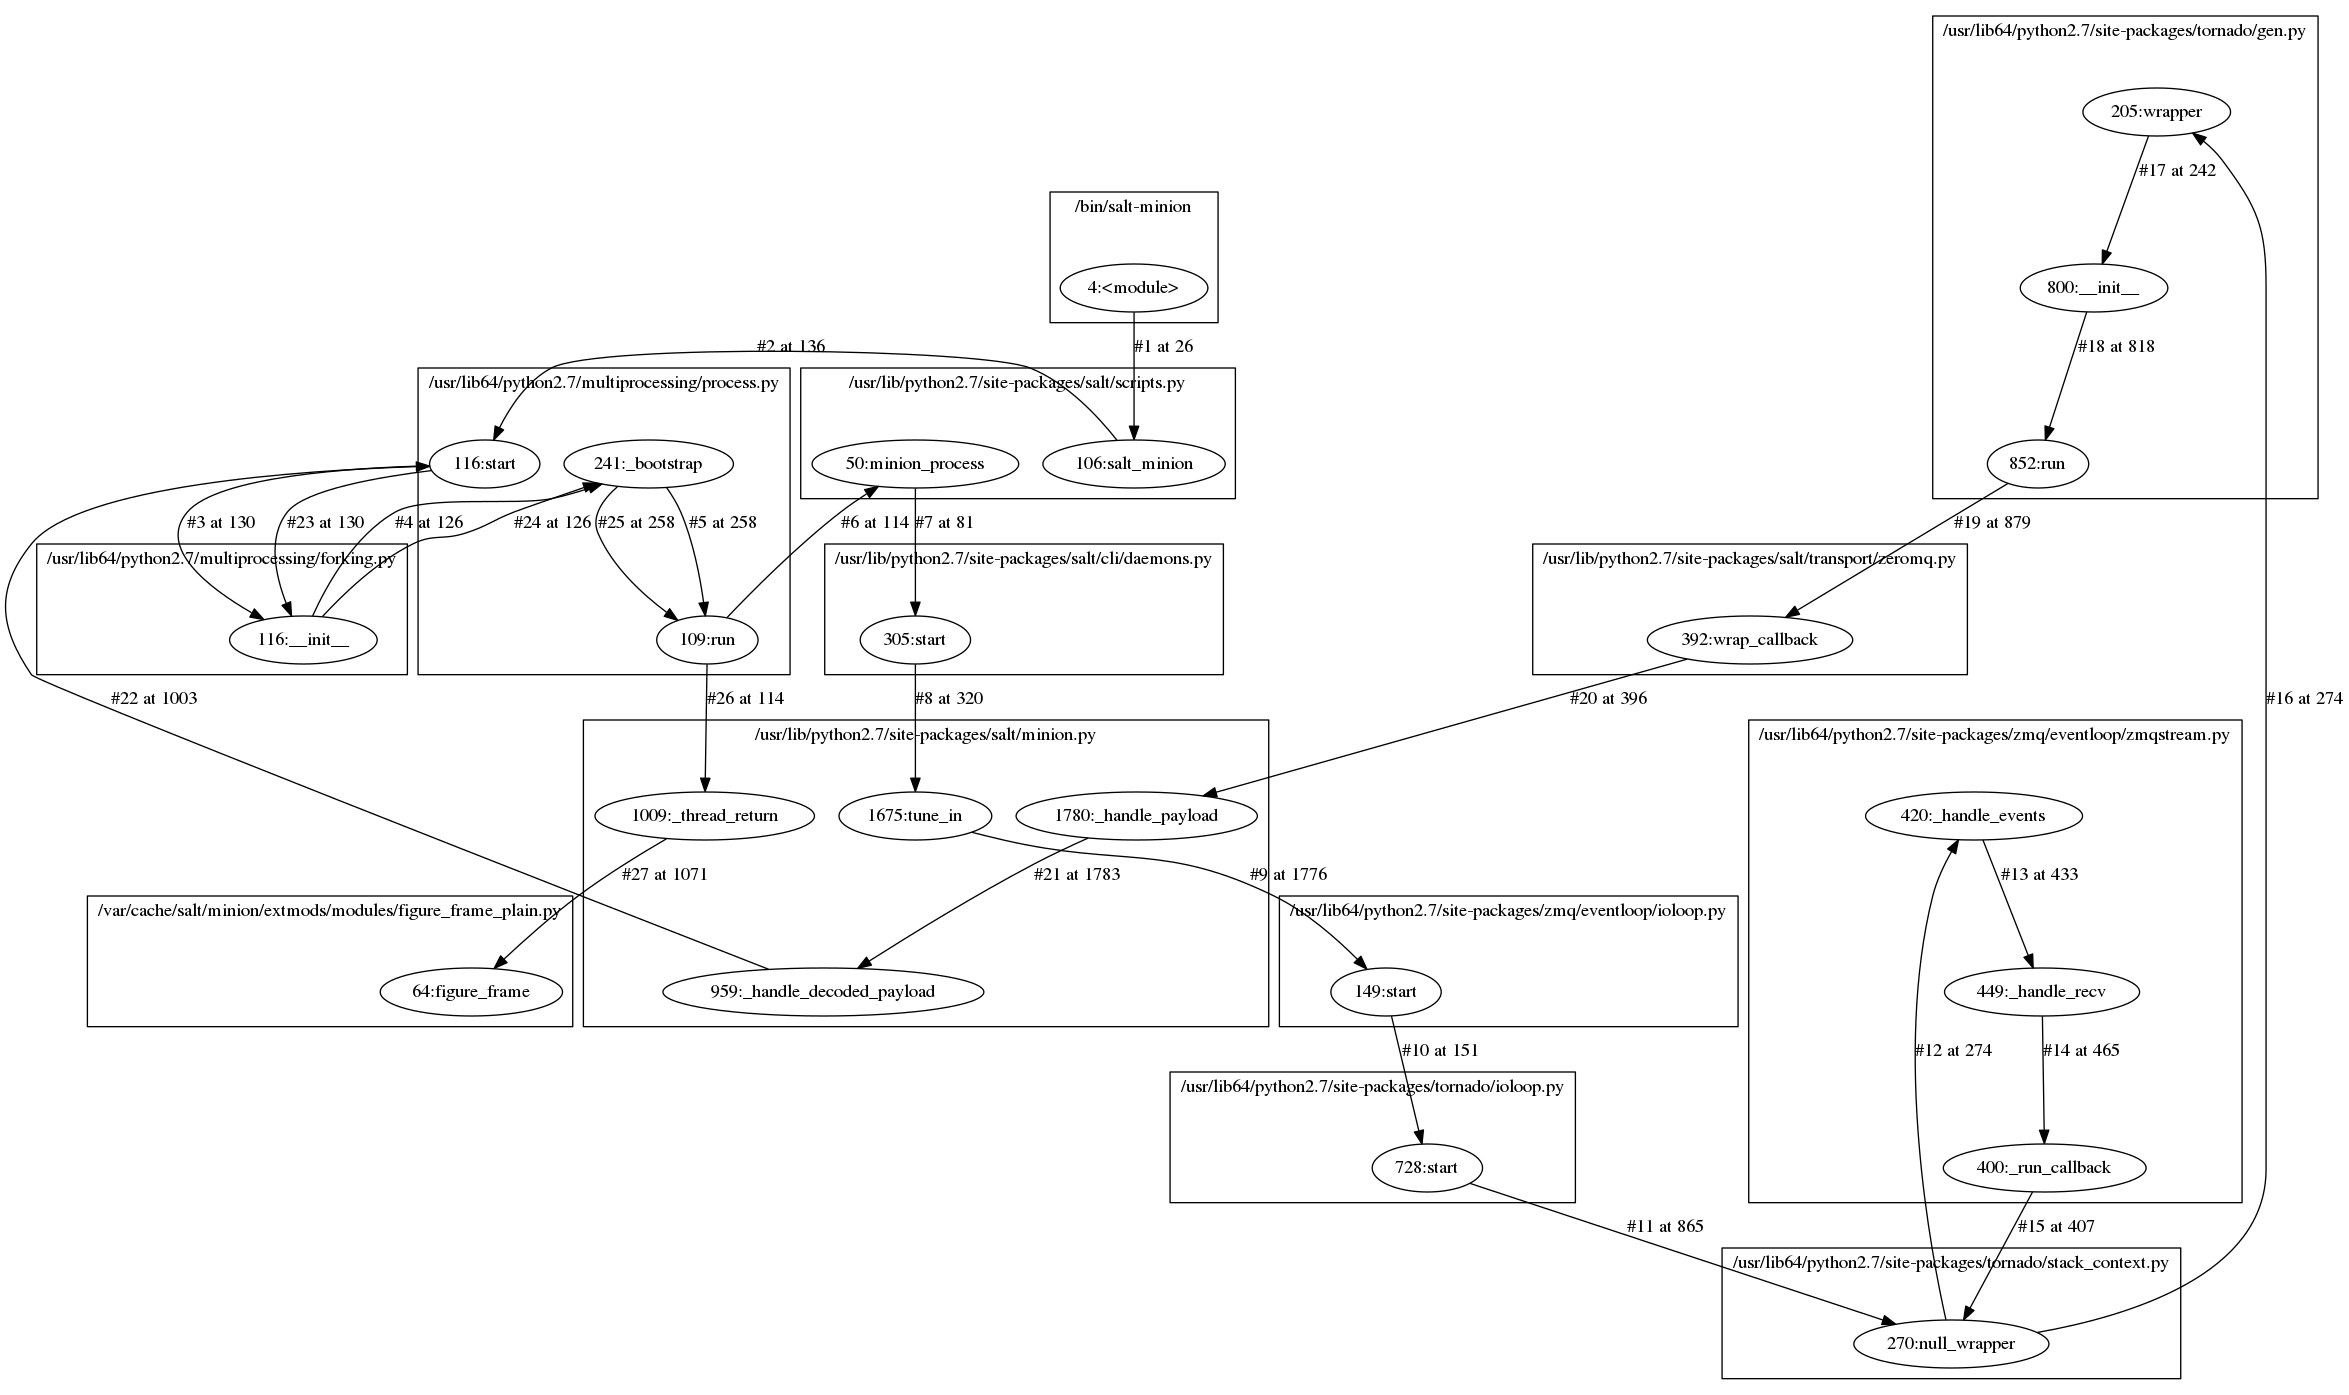 /usr/lib64/python2.7/site-packages/tornado/gen.py
205:wrapper
#17 at 242
/bin/salt-minion
4:<module>
800:__init__
#2 at 136
#1 at 26
#18 at 818
/usr/lib64/python2.7/multiprocessing/process.py
/usr/lib/python2.7/site-packages/salt/scripts.py
116:start
241:_bootstrap
50:minion_process
106:salt_minion
852:run
#3 at 130
#23 at 130
#4 at 126
#24 at 126
#25 at 258
#5 at 258
#6 at 114
#7 at 81
#19 at 879
/usr/lib64/python2.7/multiprocessing/forking.py
/usr/lib/python2.7/site-packages/salt/cli/daemons.py
/usr/lib/python2.7/site-packages/salt/transport/zeromq.py
116:__init__
109:run
305:start
392:wrap_callback
#22 at 1003
#26 at 114
#8 at 320
#20 at 396
#16 at 274
/usr/lib/python2.7/site-packages/salt/minion.py
/usr/lib64/python2.7/site-packages/zmq/eventloop/zmqstream.py
1009:_thread_return
1675:tune_in
1780:_handle_payload
420:_handle_events
#27 at 1071
#21 at 1783
#9 at 1776
#13 at 433
/var/cache/salt/minion/extmods/modules/figure_frame_plain.py
/usr/lib64/python2.7/site-packages/zmq/eventloop/ioloop.py
64:figure_frame
959:_handle_decoded_payload
149:start
449:_handle_recv
#10 at 151
#12 at 274
#14 at 465
/usr/lib64/python2.7/site-packages/tornado/ioloop.py
728:start
400:_run_callback
#11 at 865
#15 at 407
/usr/lib64/python2.7/site-packages/tornado/stack_context.py
270:null_wrapper